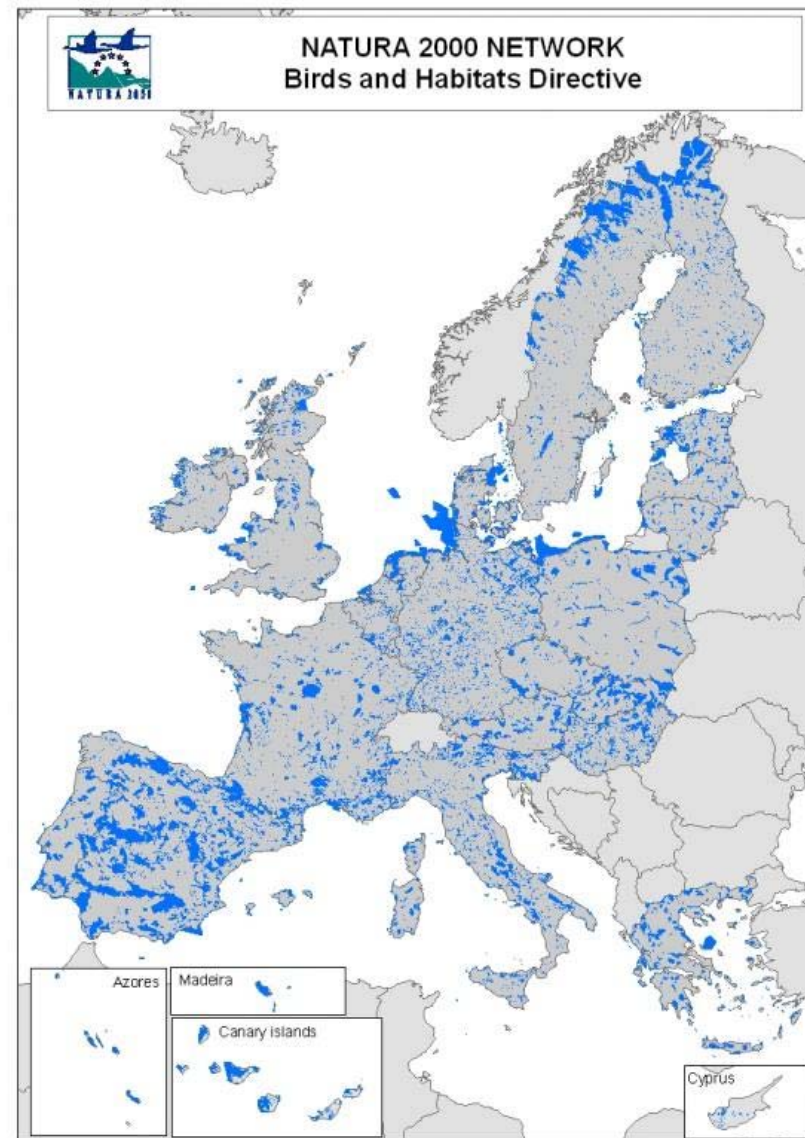 NATURA 2000 NETWORK
Birds and Habitats Directive
NATURA 2000
Azores
Madeira
Canary islands
Cyprus